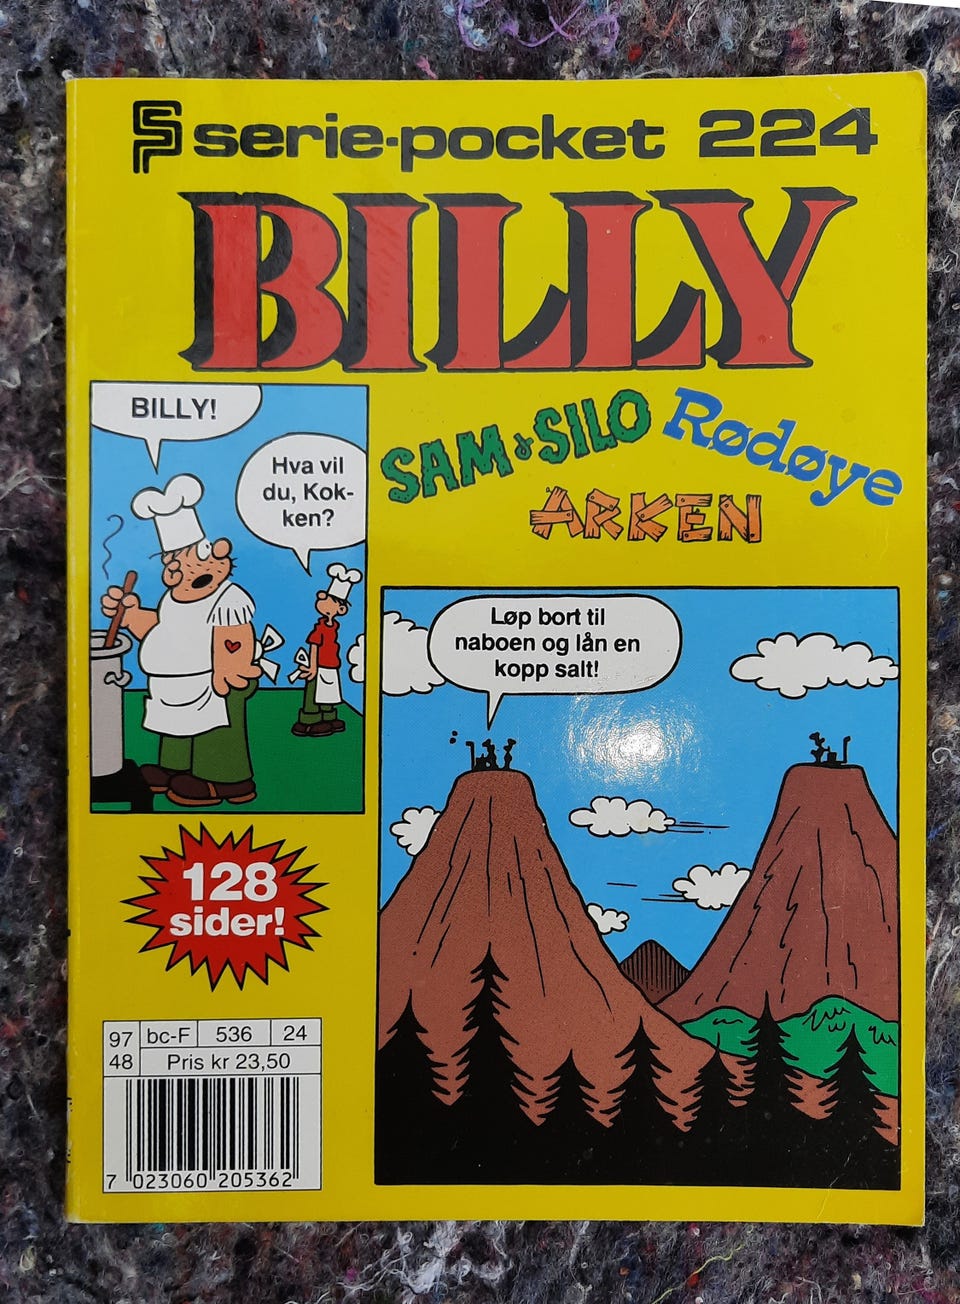 SP serie-pocket 224
BILLY
BILLY!
Hva vil
du, Kok-
ken?
SAM & SILO
Rødøye
ARKEN
Løp bort til
naboen og lån en
kopp salt!
128
sider!
97 bc-F 536 24
48 Pris kr 23,50
7 023060 205362